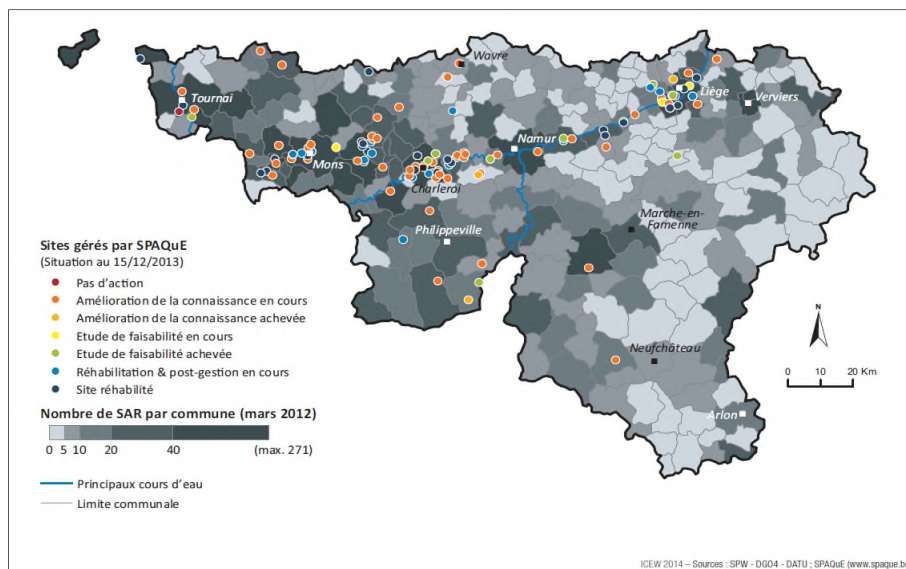 Wavre
Tournai
Liège
Verviers
Namur
Mons
Charleroi
Marche-en-
Famenne
Philippeville
Sites gérés par SPAQuE
(Situation au 15/12/2013)
Pas d'action
Amélioration de la connaissance en cours
Amélioration de la connaissance achevée
Etude de faisabilité en cours
Etude de faisabilité achevée
Réhabilitation & post-gestion en cours
Site réhabilité
N
Neufchâteau
0 10 20 Km
Arlon
Nombre de SAR par commune (mars 2012)
0 5 10 20 40 (max. 271)
Principaux cours d'eau
Limite communale
ICEW 2014 – Sources : SPW - DGO4 - DATU ; SPAQuE (www.spaque.b